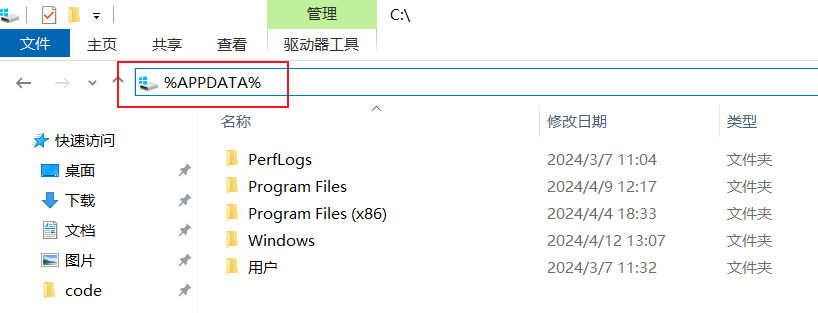 管理 C:\
文件 主页 共享 查看 驱动器工具
%APPDATA%
名称 修改日期 类型
快速访问
桌面
下载
文档
图片
code
PerfLogs 2024/3/7 11:04 文件夹
Program Files 2024/4/9 12:17 文件夹
Program Files (x86) 2024/4/4 18:33 文件夹
Windows 2024/4/12 13:07 文件夹
用户 2024/3/7 11:32 文件夹